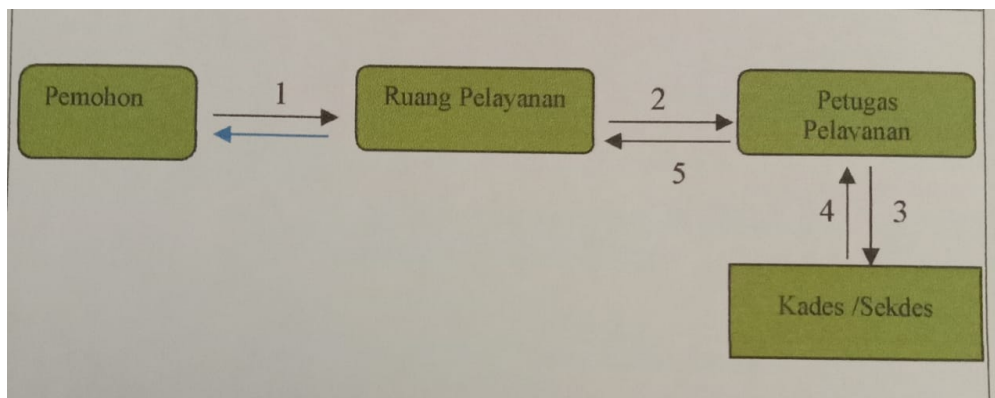 Pemohon
1
Ruang Pelayanan
2
Petugas
Pelayanan
5
4
3
Kades /Sekdes